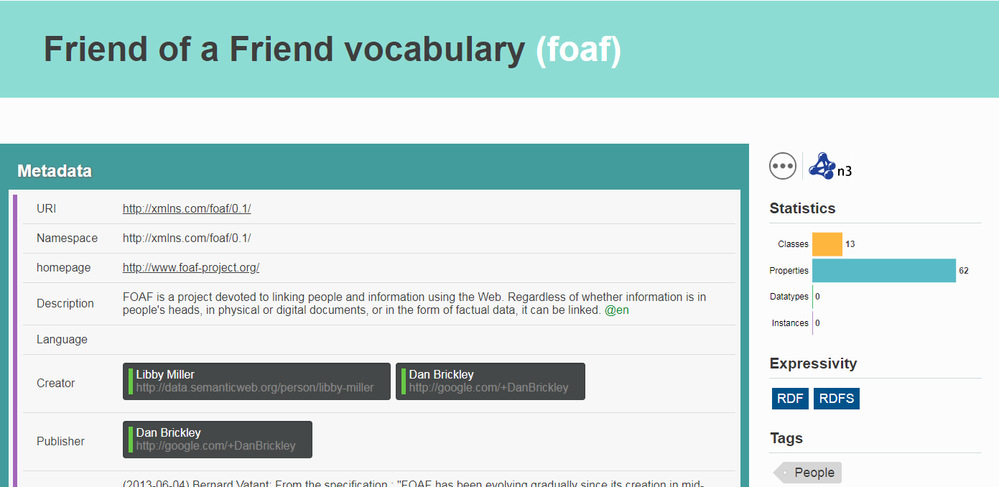 Friend of a Friend vocabulary (foaf)
Metadata
URI http://xmlns.com/foaf/0.1/
Namespace http://xmlns.com/foaf/0.1/
homepage http://www.foaf-project.org/
Description FOAF is a project devoted to linking people and information using the Web. Regardless of whether information is in
people's heads, in physical or digital documents, or in the form of factual data, it can be linked. @en
Language
Creator
Libby Miller
http://data.semanticweb.org/person/libby-miller
Dan Brickley
http://google.com/+DanBrickley
Publisher
Dan Brickley
http://google.com/+DanBrickley
(2013-06-04) Bernard Vatant: From the specification : "FOAF has been evolving gradually since its creation in mid-
n3
Statistics
Classes 13
Properties 62
Datatypes 0
Instances 0
Expressivity
RDF RDFS
Tags
People